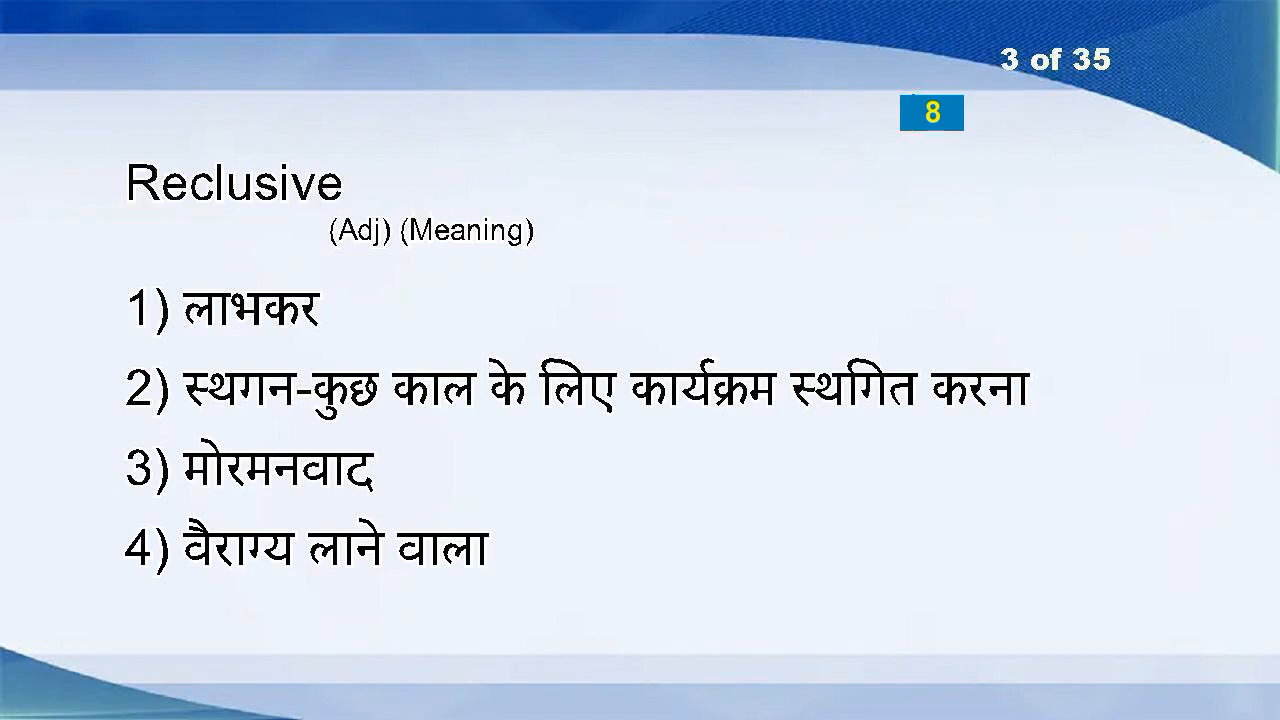 3 of 35
8
Reclusive
(Adj) (Meaning)
1) लाभकर
2) स्थगन-कुछ काल के लिए कार्यक्रम स्थगित करना
3) मोरमनवाद
4) वैराग्य लाने वाला